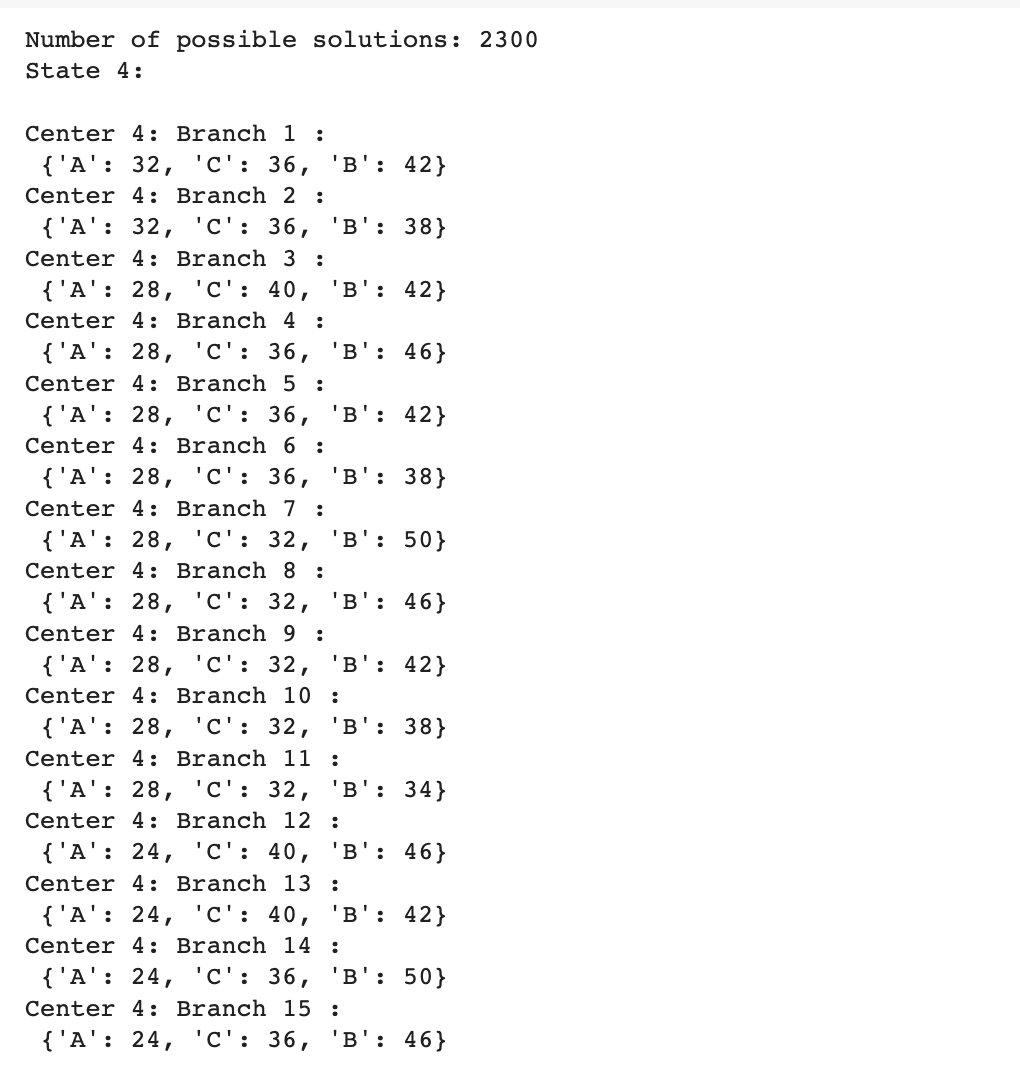 Number of possible solutions: 2300
State 4:

Center 4: Branch 1 :
 {'A': 32, 'C': 36, 'B': 42}
Center 4: Branch 2 :
 {'A': 32, 'C': 36, 'B': 38}
Center 4: Branch 3 :
 {'A': 28, 'C': 40, 'B': 42}
Center 4: Branch 4 :
 {'A': 28, 'C': 36, 'B': 46}
Center 4: Branch 5 :
 {'A': 28, 'C': 36, 'B': 42}
Center 4: Branch 6 :
 {'A': 28, 'C': 36, 'B': 38}
Center 4: Branch 7 :
 {'A': 28, 'C': 32, 'B': 50}
Center 4: Branch 8 :
 {'A': 28, 'C': 32, 'B': 46}
Center 4: Branch 9 :
 {'A': 28, 'C': 32, 'B': 42}
Center 4: Branch 10 :
 {'A': 28, 'C': 32, 'B': 38}
Center 4: Branch 11 :
 {'A': 28, 'C': 32, 'B': 34}
Center 4: Branch 12 :
 {'A': 24, 'C': 40, 'B': 46}
Center 4: Branch 13 :
 {'A': 24, 'C': 40, 'B': 42}
Center 4: Branch 14 :
 {'A': 24, 'C': 36, 'B': 50}
Center 4: Branch 15 :
 {'A': 24, 'C': 36, 'B': 46}